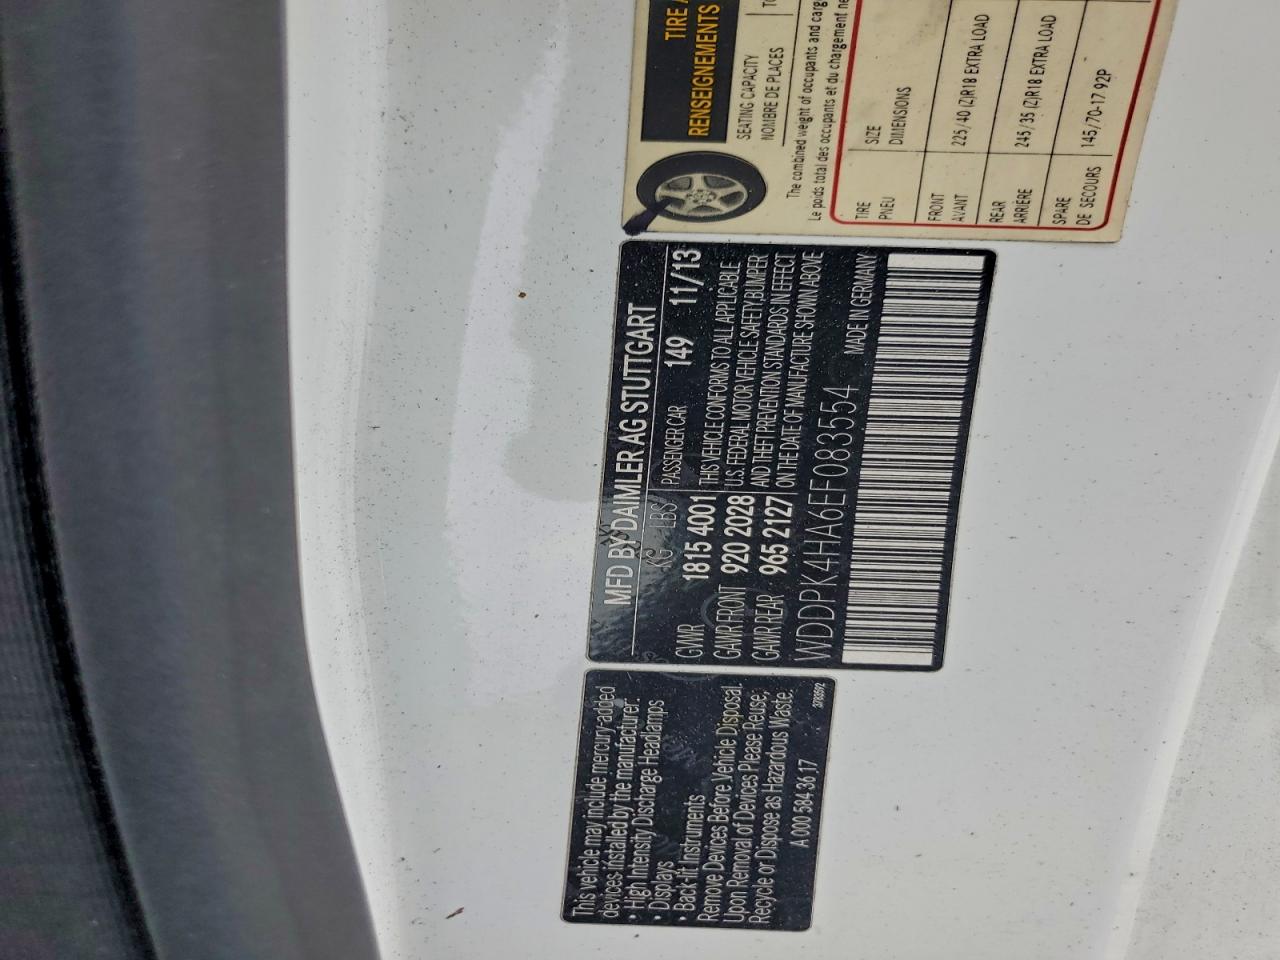 TIRE
RENSEIGNEMENTS
SEATING CAPACITY
NOMBRE DE PLACES
The combined weight of occupants and
Le poids total des occupants et du chargement
TIRE SIZE
PNEU DIMENSIONS
FRONT
AVANT 225/40 (Z)R18 EXTRA LOAD
REAR
ARRIÈRE 245/35 (Z)R18 EXTRA LOAD
SPARE
DE SECOURS 145/70-17 92P
MFD BY DAIMLER AG STUTTGART
KG LBS PASSENGER CAR 149 11/13
GVWR 1815 4001 THIS VEHICLE CONFORMS TO ALL APPLICABLE
GAWR FRONT 920 2028 U.S. FEDERAL MOTOR VEHICLE SAFETY, BUMPER
GAWR REAR 965 2127 AND THEFT PREVENTION STANDARDS IN EFFECT
ON THE DATE OF MANUFACTURE SHOWN ABOVE
WDDPK4HA6EF083554 MADE IN GERMANY
This vehicle may include mercury-added
devices installed by the manufacturer:
• High Intensity Discharge Headlamps
• Displays
• Back-lit Instruments
Remove Devices Before Vehicle Disposal.
Upon Removal of Devices Please Reuse,
Recycle or Dispose as Hazardous Waste.
A 000 584 36 17
3783592